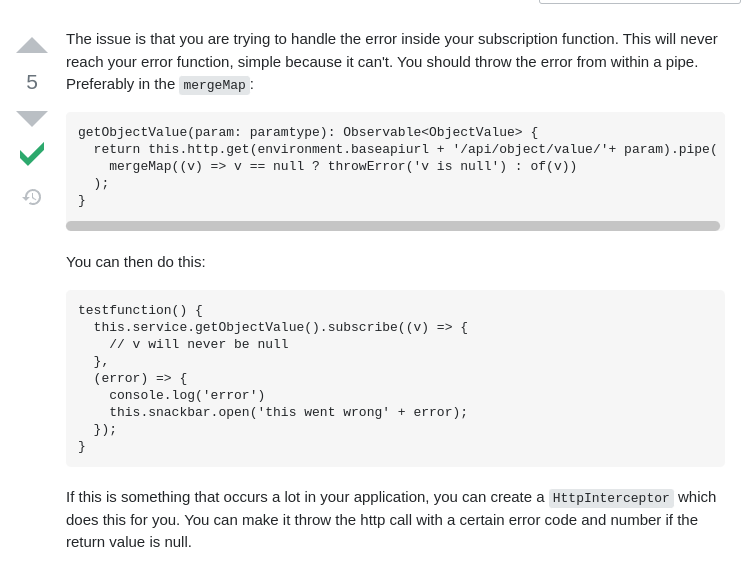 The issue is that you are trying to handle the error inside your subscription function. This will never
reach your error function, simple because it can't. You should throw the error from within a pipe.
Preferably in the mergeMap:
5
getObjectValue(param: paramtype): Observable<ObjectValue> {
  return this.http.get(environment.baseapiurl + '/api/object/value/'+ param).pipe(
    mergeMap((v) => v == null ? throwError('v is null') : of(v))
  );
}
You can then do this:
testfunction() {
  this.service.getObjectValue().subscribe((v) => {
    // v will never be null
  },
  (error) => {
    console.log('error')
    this.snackbar.open('this went wrong' + error);
  });
}
If this is something that occurs a lot in your application, you can create a HttpInterceptor which
does this for you. You can make it throw the http call with a certain error code and number if the
return value is null.